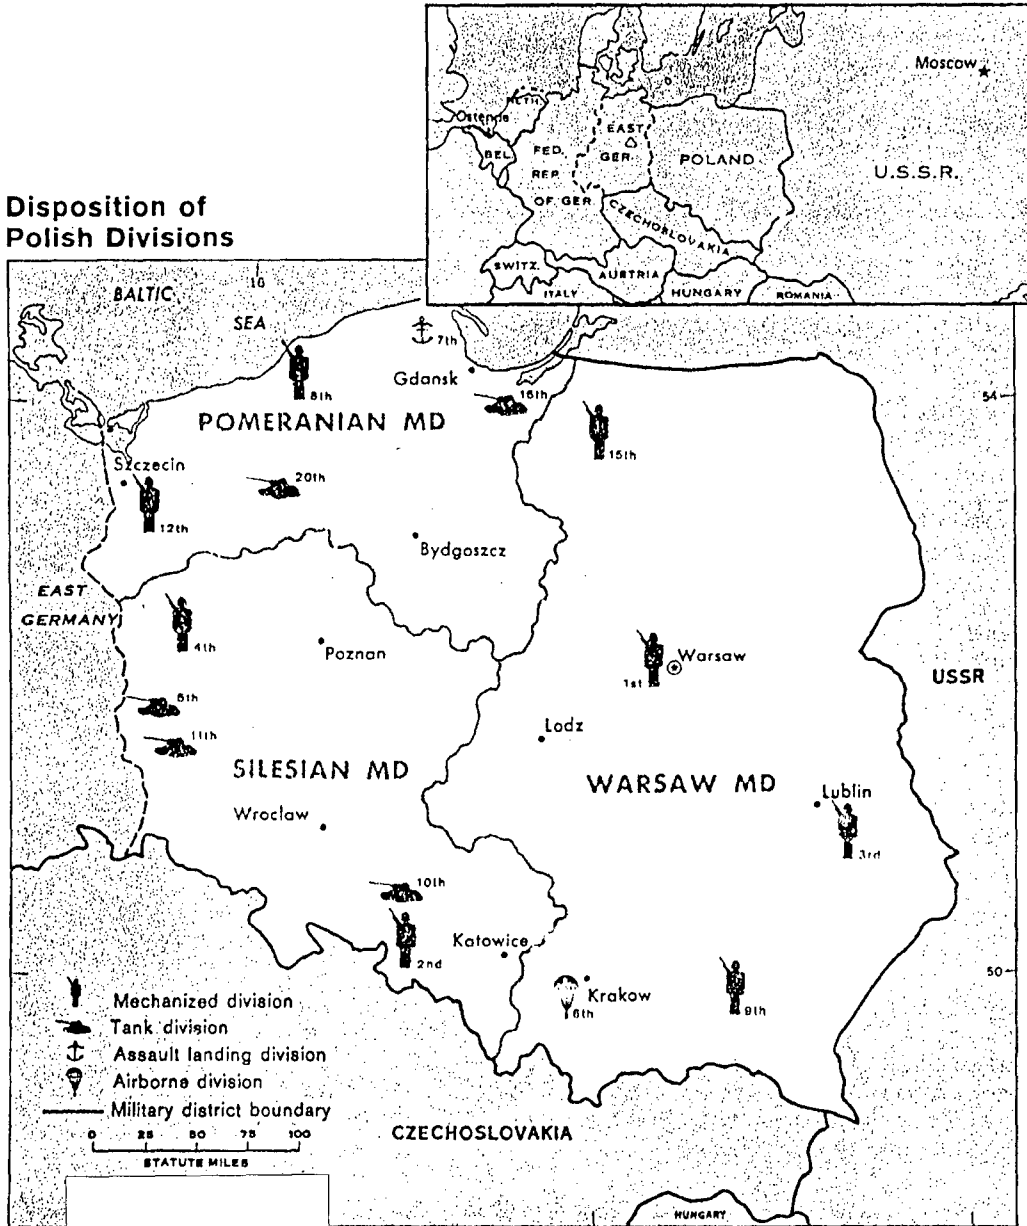 Disposition of
Polish Divisions
Moscow
NETH.
Ostende
BEL.
FED.
REP.
OF GER.
EAST
GER.
POLAND
U.S.S.R.
CZECHOSLOVAKIA
SWITZ.
AUSTRIA
ITALY
HUNGARY
ROMANIA
BALTIC
SEA
7th
Gdansk
8th
16th
54
POMERANIAN MD
15th
Szczecin
20th
12th
Bydgoszcz
EAST
GERMANY
4th
Poznan
1st
Warsaw
USSR
11th
Lodz
SILESIAN MD
WARSAW MD
Wroclaw
Lublin
3rd
10th
2nd
Katowice
50
Krakow
6th
9th
Mechanized division
Tank division
Assault landing division
Airborne division
Military district boundary
0 25 50 100
STATUTE MILES
CZECHOSLOVAKIA
HUNGARY